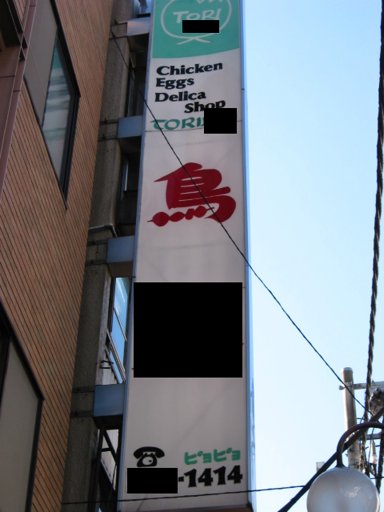 TORI
Chicken
Eggs
Delica
Shop
TORI
鳥
ピヨピヨ
-1414